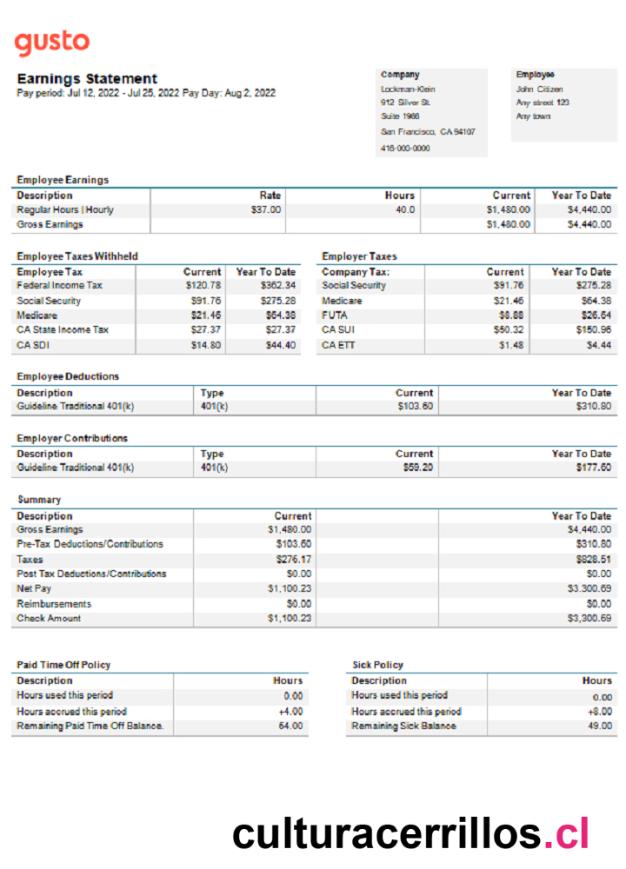 gusto
Earnings Statement
Pay period: Jul 12, 2022 - Jul 25, 2022 Pay Day: Aug 2, 2022
Company
Lockman-Klein
912 Silver St.
Suite 1966
San Francisco, CA 94107
415-000-0000
Employee
John Citizen
Any street 123
Any town
Employee Earnings
Description Rate Hours Current Year To Date
Regular Hours | Hourly $37.00 40.0 $1,480.00 $4,440.00
Gross Earnings $1,480.00 $4,440.00
Employee Taxes Withheld
Employee Tax Current Year To Date
Federal Income Tax $120.78 $362.34
Social Security $91.76 $275.28
Medicare $21.46 $64.38
CA State Income Tax $27.37 $27.37
CA SDI $14.80 $44.40
Employer Taxes
Company Tax: Current Year To Date
Social Security $91.76 $275.28
Medicare $21.46 $64.38
FUTA $8.88 $26.64
CA SUI $50.32 $150.96
CA ETT $1.48 $4.44
Employee Deductions
Description Type Current Year To Date
Guideline Traditional 401(k) 401(k) $103.60 $310.80
Employer Contributions
Description Type Current Year To Date
Guideline Traditional 401(k) 401(k) $59.20 $177.60
Summary
Description Current Year To Date
Gross Earnings $1,480.00 $4,440.00
Pre-Tax Deductions/Contributions $103.60 $310.80
Taxes $276.17 $828.51
Post Tax Deductions/Contributions $0.00 $0.00
Net Pay $1,100.23 $3.300.69
Reimbursements $0.00 $0.00
Check Amount $1,100.23 $3,300.69
Paid Time Off Policy
Description Hours
Hours used this period 0.00
Hours accrued this period +4.00
Remaining Paid Time Off Balance. 64.00
Sick Policy
Description Hours
Hours used this period 0.00
Hours accrued this period +8.00
Remaining Sick Balance 49.00
culturacerrillos.cl